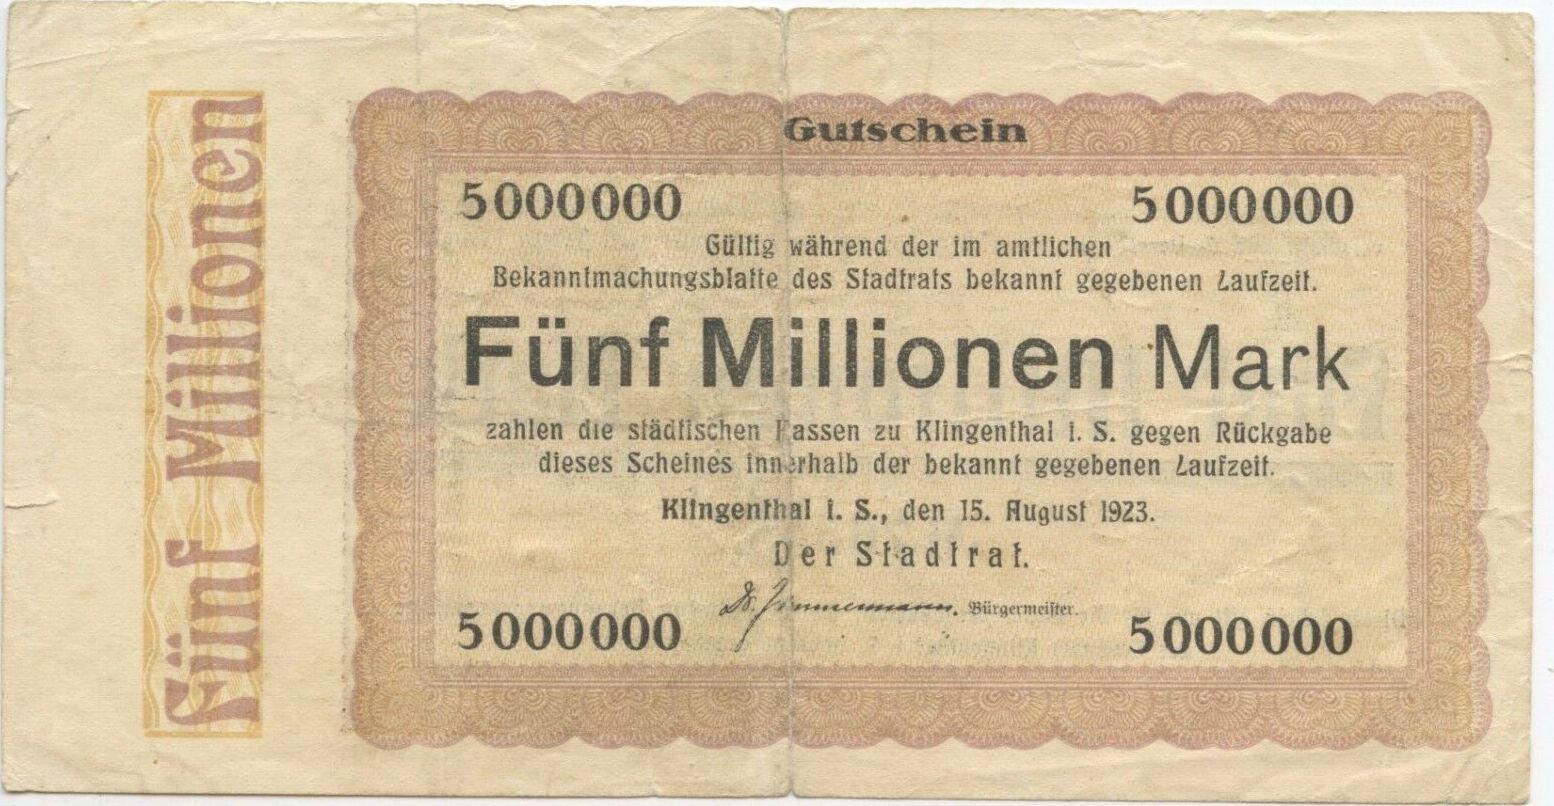 Fünf Millionen
Gutschein
5000000 5000000
Gültig während der im amtlichen
Bekanntmachungsblatte des Stadtrats bekannt gegebenen Laufzeit.
Fünf Millionen Mark
zahlen die städtischen Kassen zu Klingenthal i. S. gegen Rückgabe
dieses Scheines innerhalb der bekannt gegebenen Laufzeit.
Klingenthal i. S., den 15. August 1923.
Der Stadtrat.
Dr. Zimmermann. Bürgermeister.
5000000 5000000